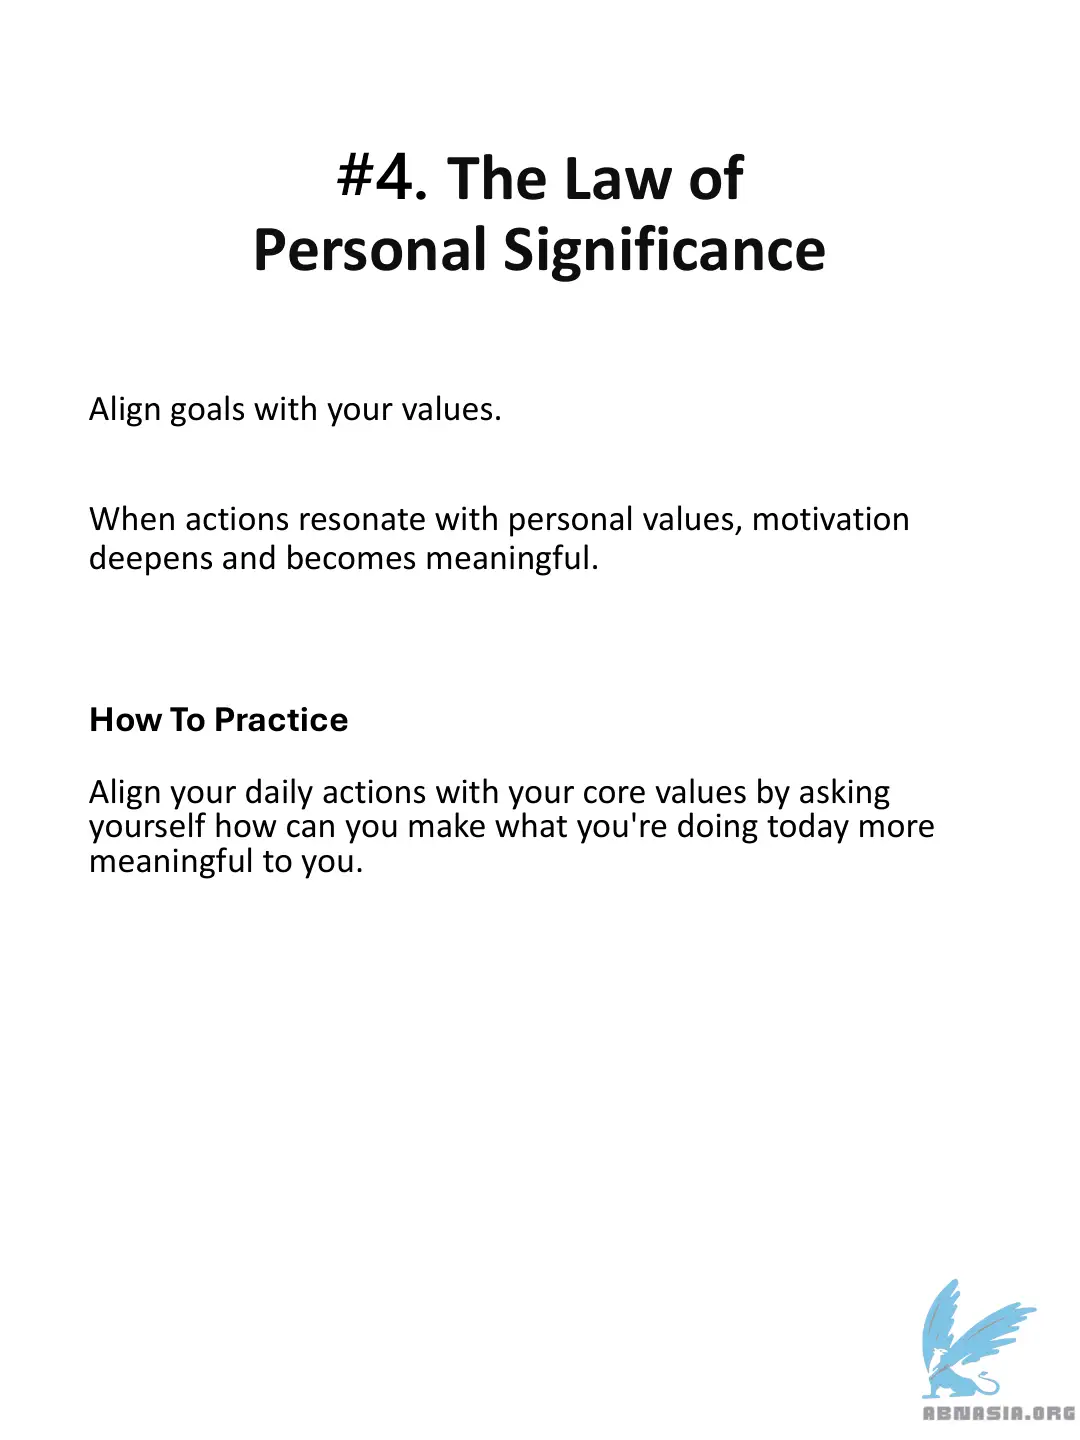 #4. The Law of
Personal Significance
Align goals with your values.
When actions resonate with personal values, motivation
deepens and becomes meaningful.
How To Practice
Align your daily actions with your core values by asking
yourself how can you make what you're doing today more
meaningful to you.
ABNASIA.ORG